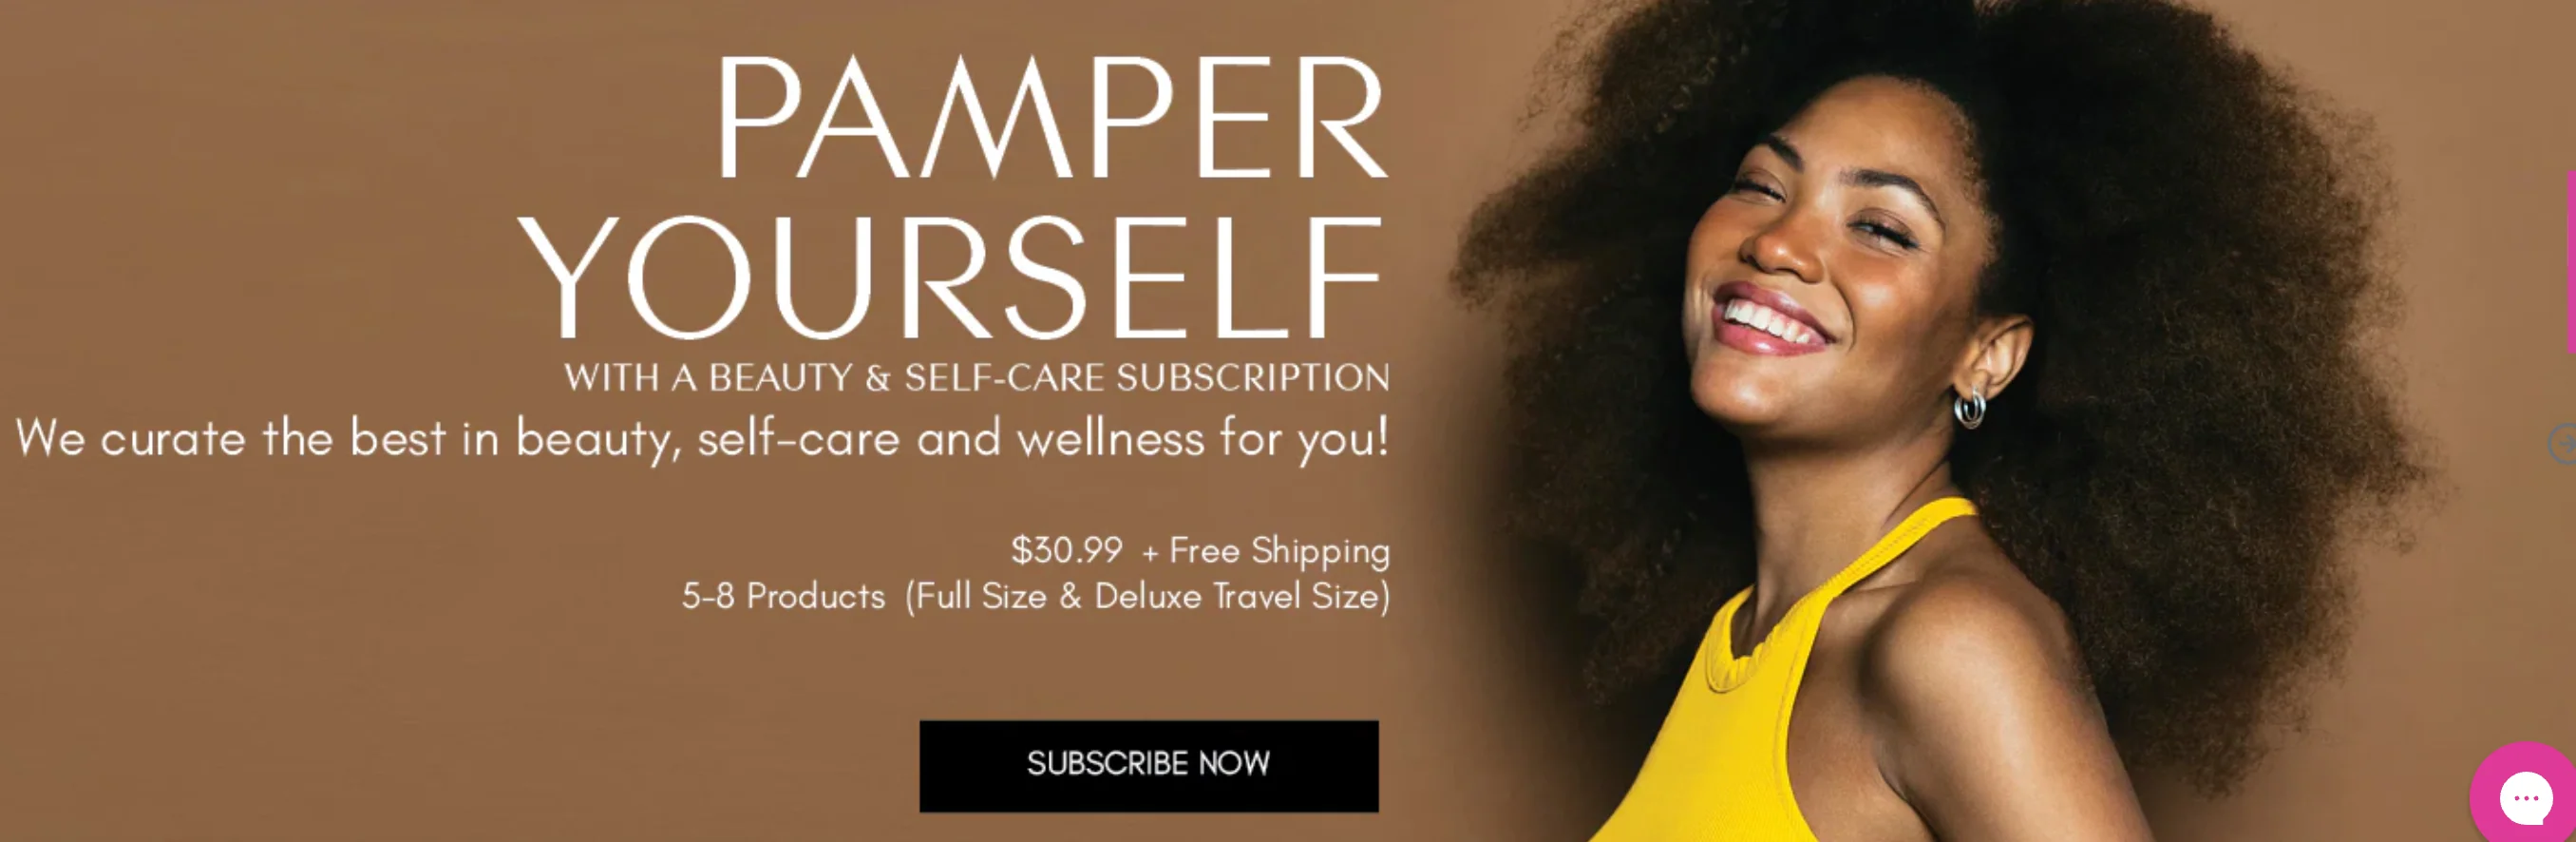 PAMPER
YOURSELF
WITH A BEAUTY & SELF-CARE SUBSCRIPTION
We curate the best in beauty, self-care and wellness for you!
$30.99 + Free Shipping
5-8 Products (Full Size & Deluxe Travel Size)
SUBSCRIBE NOW